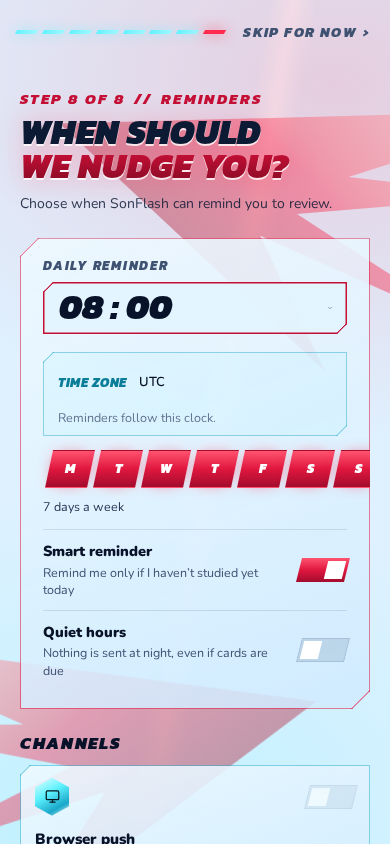 SKIP FOR NOW >
STEP 8 OF 8 // REMINDERS
WHEN SHOULD
WE NUDGE YOU?
Choose when SonFlash can remind you to review.
DAILY REMINDER
08 : 00
TIME ZONE UTC
Reminders follow this clock.
M T W T F S S
7 days a week
Smart reminder
Remind me only if I haven't studied yet
today
Quiet hours
Nothing is sent at night, even if cards are
due
CHANNELS
Browser push